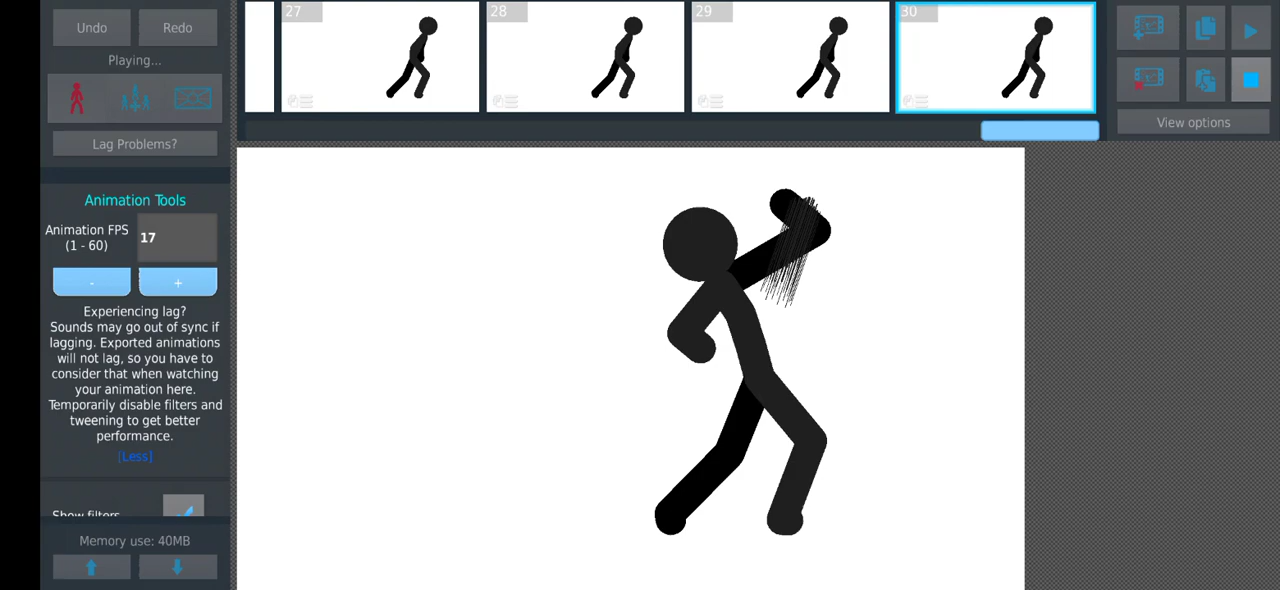 Undo
Redo
Playing...
Lag Problems?
27
28
29
30
View options
Animation Tools
Animation FPS
(1 - 60)
17
-
+
Experiencing lag?
Sounds may go out of sync if
lagging. Exported animations
will not lag, so you have to
consider that when watching
your animation here.
Temporarily disable filters and
tweening to get better
performance.
[Less]
Show filters
Memory use: 40MB